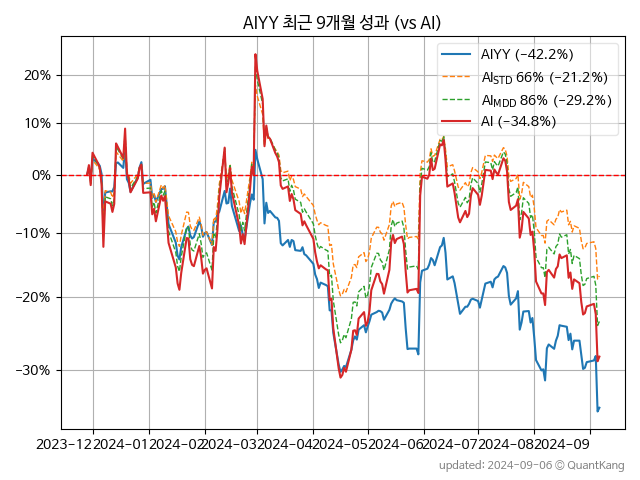 AIYY 최근 9개월 성과 (vs AI)
AIYY (−42.2%)
AISTD 66% (−21.2%)
AIMDD 86% (−29.2%)
AI (−34.8%)
20%
10%
0%
−10%
−20%
−30%
2023-12 2024-01 2024-02 2024-03 2024-04 2024-05 2024-06 2024-07 2024-08 2024-09
updated: 2024-09-06 © QuantKang